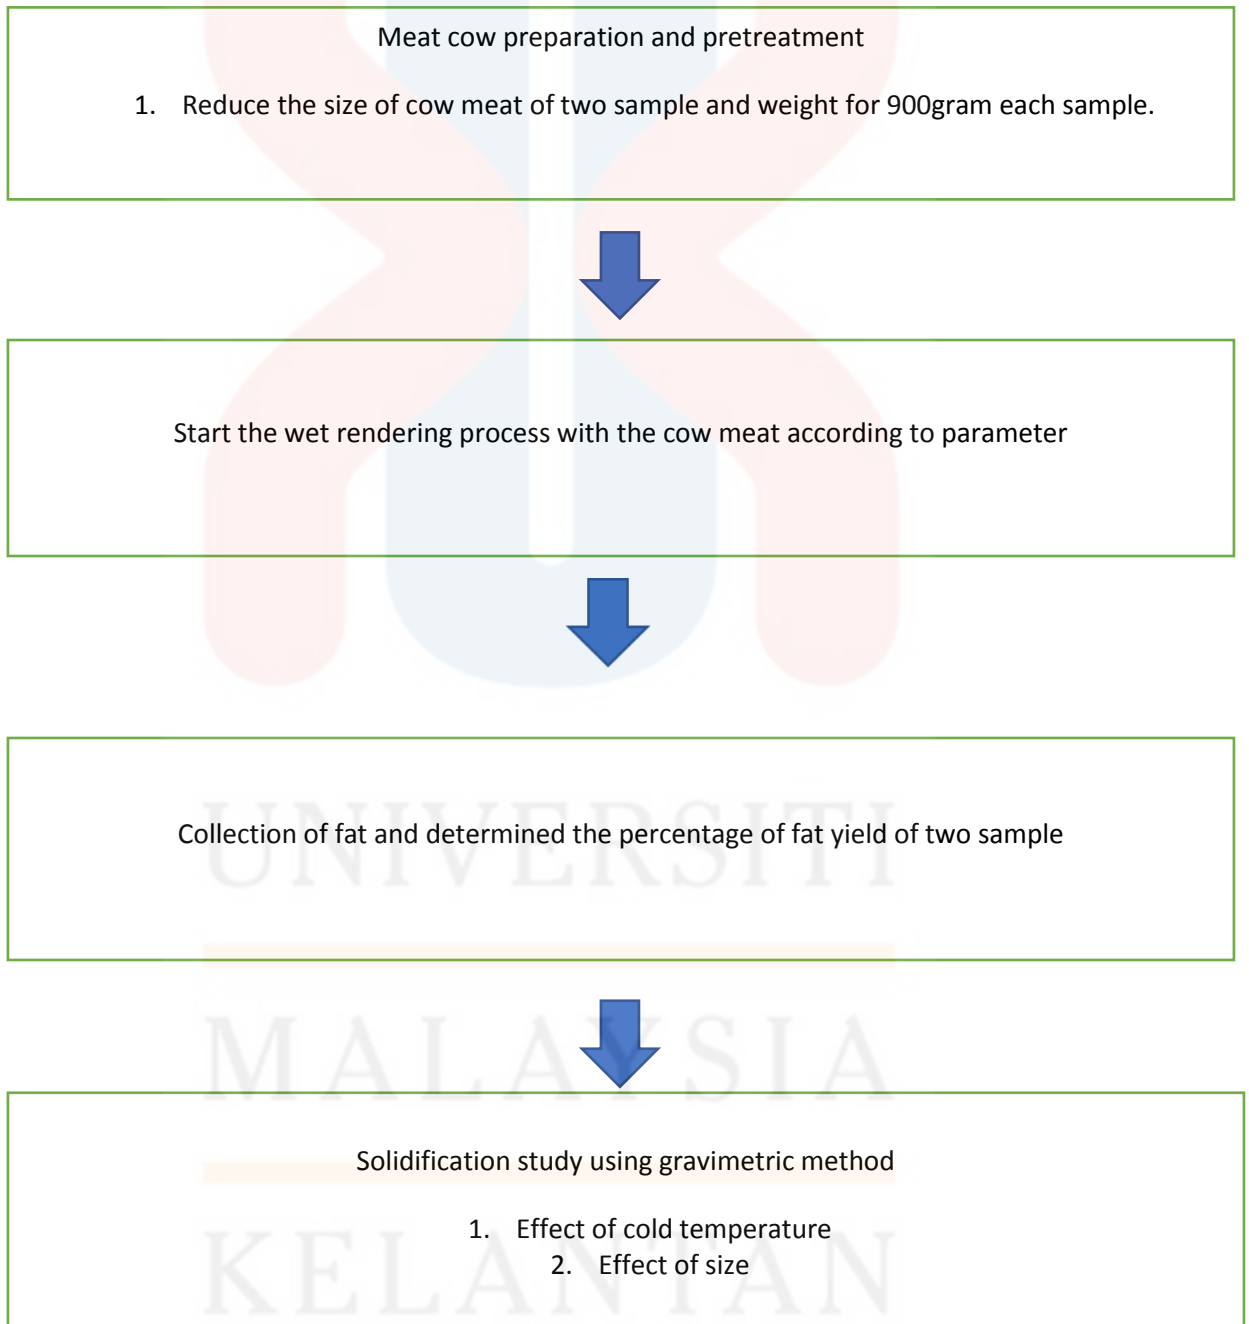 Meat cow preparation and pretreatment
1. Reduce the size of cow meat of two sample and weight for 900gram each sample.
Start the wet rendering process with the cow meat according to parameter
Collection of fat and determined the percentage of fat yield of two sample
UNIVERSITI
MALAYSIA
Solidification study using gravimetric method
1. Effect of cold temperature
2. Effect of size
KELANTAN